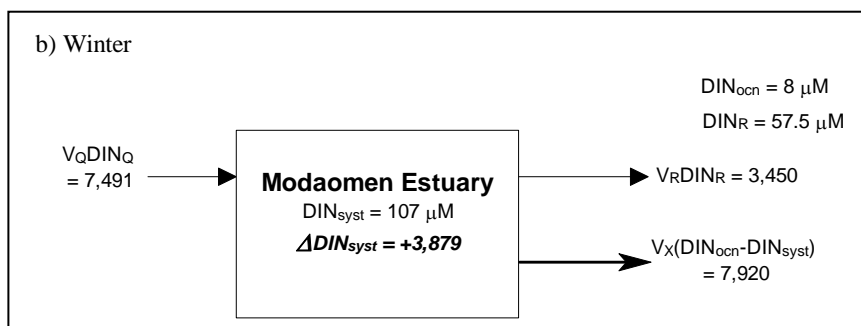 b) Winter
DINocn = 8 μM
DINR = 57.5 μM
VQDINQ
= 7,491
Modaomen Estuary
DINsyst = 107 μM
ΔDINsyst = +3,879
VRDINR = 3,450
VX(DINocn-DINsyst)
= 7,920